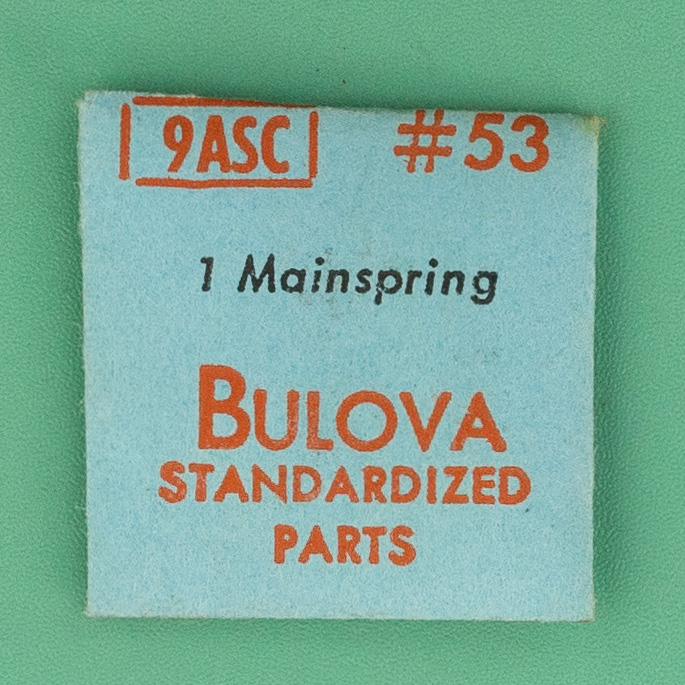 9ASC #53
1 Mainspring
BULOVA
STANDARDIZED
PARTS